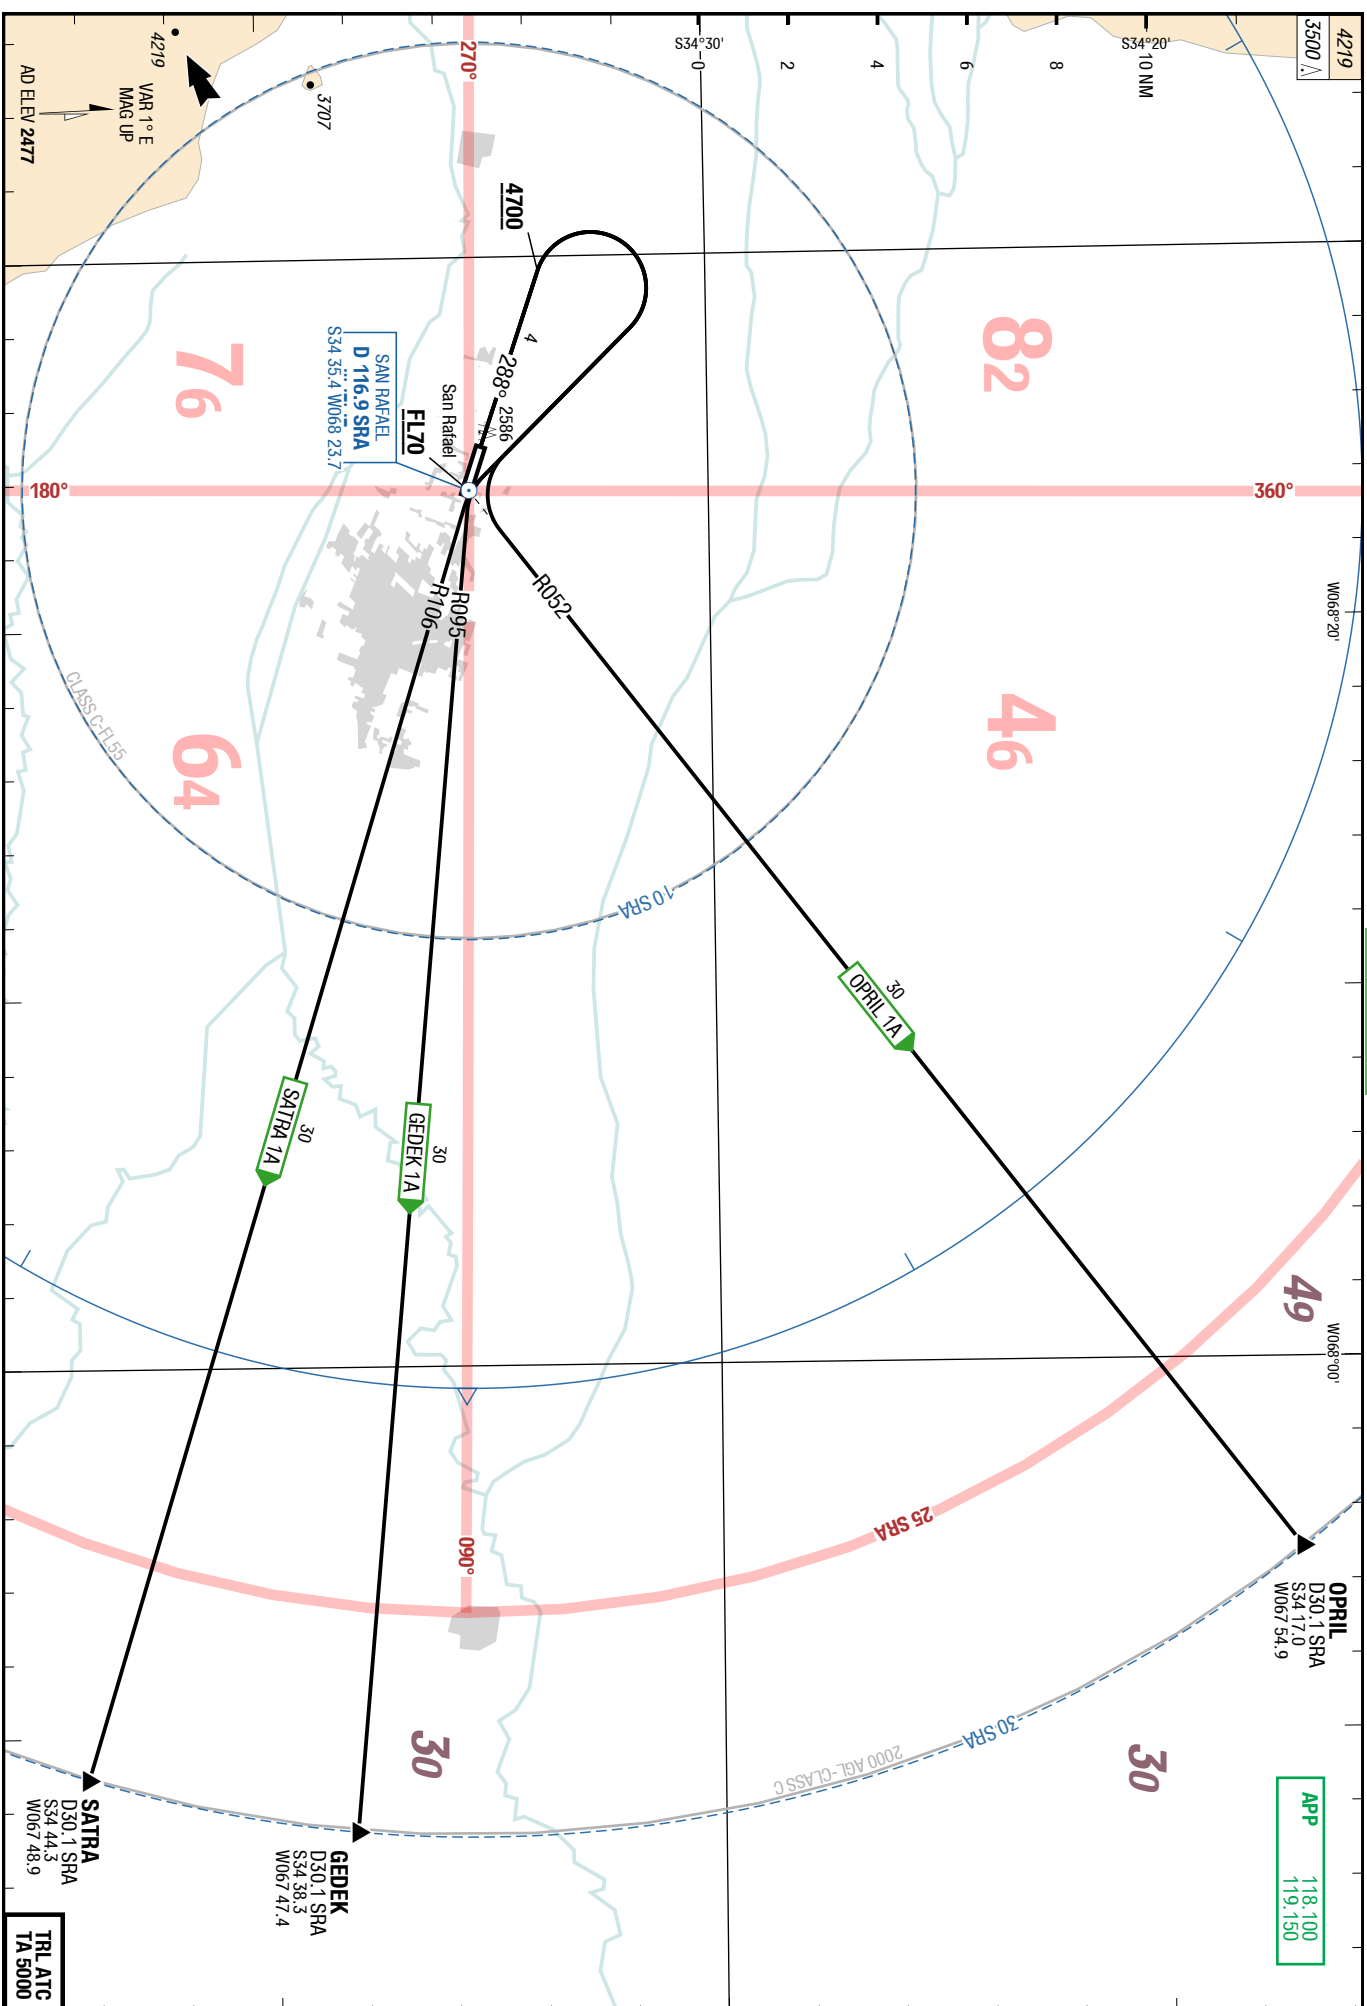 4219
3500
S34°30'
0
2
4
6
8
10 NM
S34°20'
4219
3707
VAR 1° E
MAG UP
AD ELEV 2477
270°
180°
360°
090°
4700
4
288°
2586
San Rafael
FL70
SAN RAFAEL
D 116.9 SRA
S34 35.4 W068 23.7
82
76
46
64
49
30
30
R052
R095
R106
CLASS C-FL55
10 SRA
W068°20'
W068°00'
30
OPRIL 1A
30
GEDEK 1A
30
SATRA 1A
25 SRA
30 SRA
2000 AGL-CLASS C
OPRIL
D30.1 SRA
S34 17.0
W067 54.9
GEDEK
D30.1 SRA
S34 38.3
W067 47.4
SATRA
D30.1 SRA
S34 44.3
W067 48.9
APP 118.100
119.150
TRL ATC
TA 5000